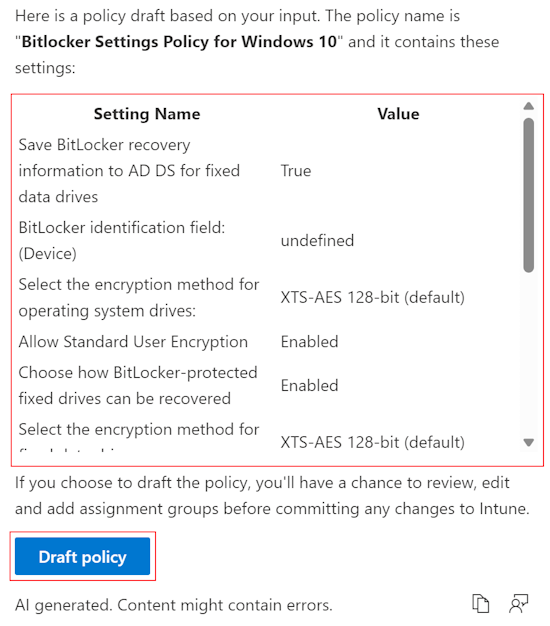 Here is a policy draft based on your input. The policy name is
"Bitlocker Settings Policy for Windows 10" and it contains these
settings:
Setting Name Value
Save BitLocker recovery
information to AD DS for fixed
data drives
True
BitLocker identification field:
(Device)
undefined
Select the encryption method for
operating system drives:
XTS-AES 128-bit (default)
Allow Standard User Encryption Enabled
Choose how BitLocker-protected
fixed drives can be recovered
Enabled
Select the encryption method for
XTS-AES 128-bit (default)
If you choose to draft the policy, you'll have a chance to review, edit
and add assignment groups before committing any changes to Intune.
Draft policy
AI generated. Content might contain errors.